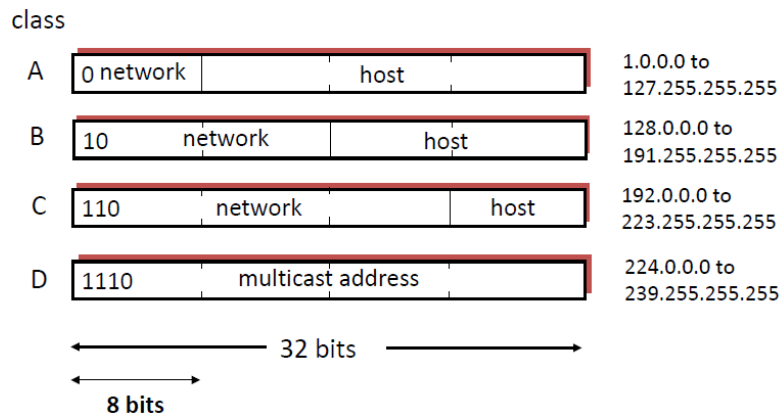 class
A 0 network host 1.0.0.0 to
127.255.255.255
B 10 network host 128.0.0.0 to
191.255.255.255
C 110 network host 192.0.0.0 to
223.255.255.255
D 1110 multicast address 224.0.0.0 to
239.255.255.255
32 bits
8 bits